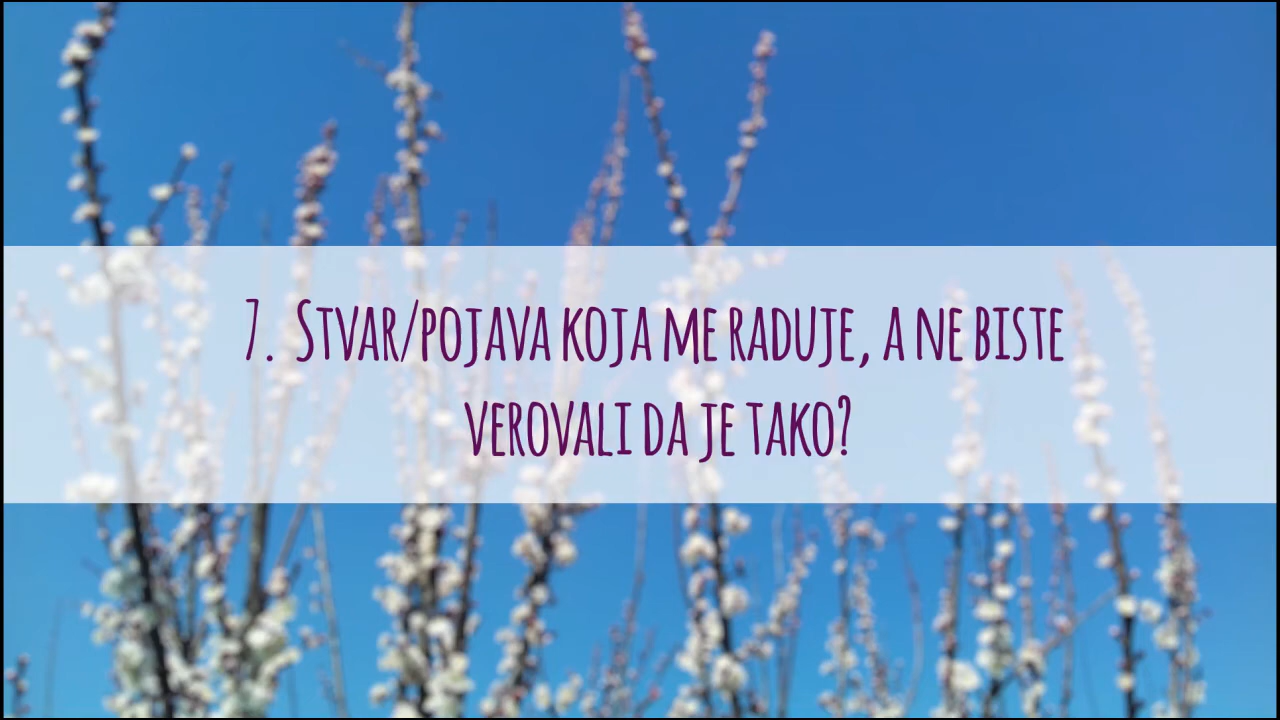 7. Stvar/pojava koja me raduje, a ne biste
verovali da je tako?